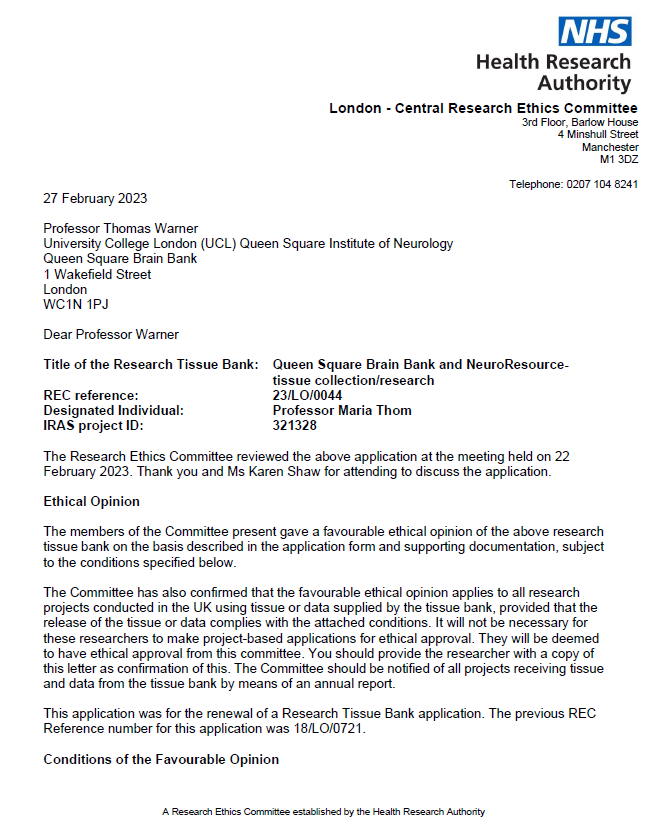 NHS
Health Research
Authority
London - Central Research Ethics Committee
3rd Floor, Barlow House
4 Minshull Street
Manchester
M1 3DZ
Telephone: 0207 104 8241
27 February 2023
Professor Thomas Warner
University College London (UCL) Queen Square Institute of Neurology
Queen Square Brain Bank
1 Wakefield Street
London
WC1N 1PJ
Dear Professor Warner
Title of the Research Tissue Bank: Queen Square Brain Bank and NeuroResource-
tissue collection/research
REC reference: 23/LO/0044
Designated Individual: Professor Maria Thom
IRAS project ID: 321328
The Research Ethics Committee reviewed the above application at the meeting held on 22
February 2023. Thank you and Ms Karen Shaw for attending to discuss the application.
Ethical Opinion
The members of the Committee present gave a favourable ethical opinion of the above research
tissue bank on the basis described in the application form and supporting documentation, subject
to the conditions specified below.
The Committee has also confirmed that the favourable ethical opinion applies to all research
projects conducted in the UK using tissue or data supplied by the tissue bank, provided that the
release of the tissue or data complies with the attached conditions. It will not be necessary for
these researchers to make project-based applications for ethical approval. They will be deemed
to have ethical approval from this committee. You should provide the researcher with a copy of
this letter as confirmation of this. The Committee should be notified of all projects receiving tissue
and data from the tissue bank by means of an annual report.
This application was for the renewal of a Research Tissue Bank application. The previous REC
Reference number for this application was 18/LO/0721.
Conditions of the Favourable Opinion
A Research Ethics Committee established by the Health Research Authority